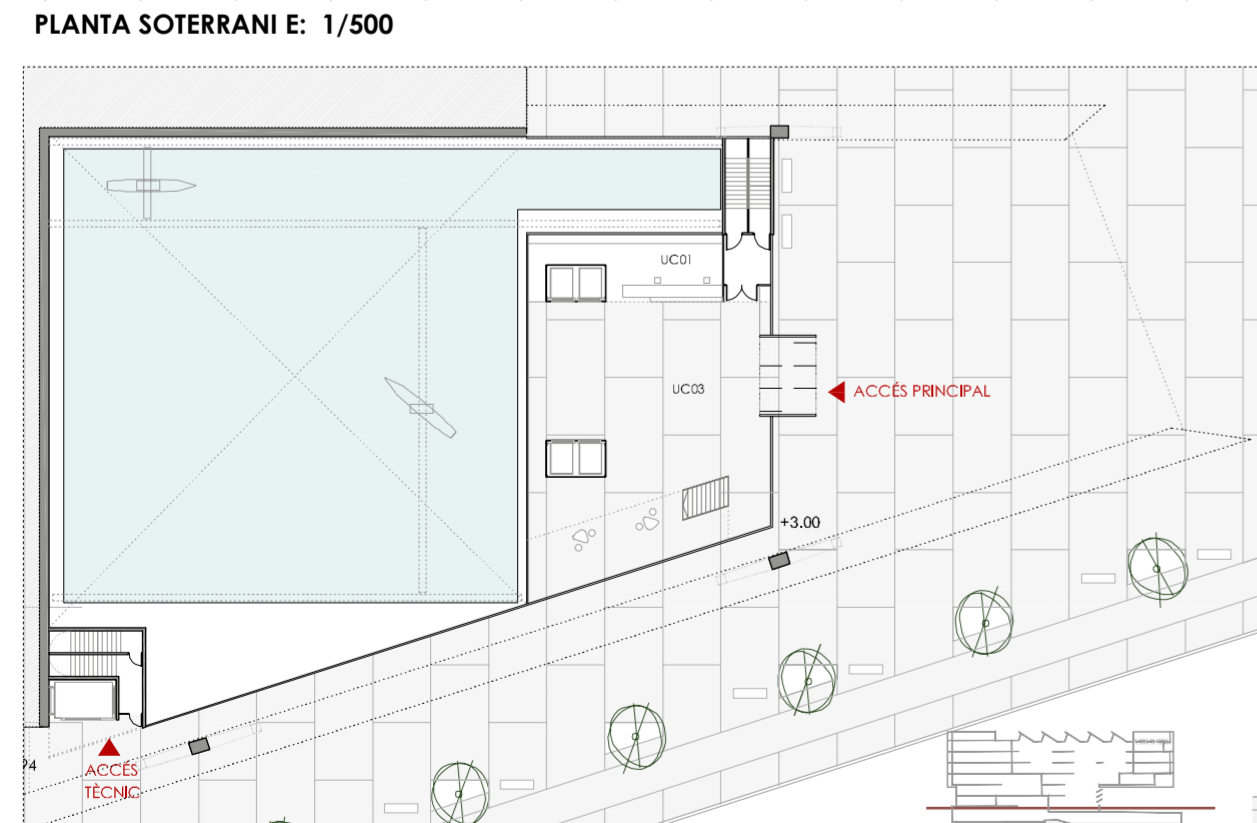 PLANTA SOTERRANI E: 1/500
UC01
UC03
ACCÉS PRINCIPAL
+3.00
ACCÉS
TÈCNIC